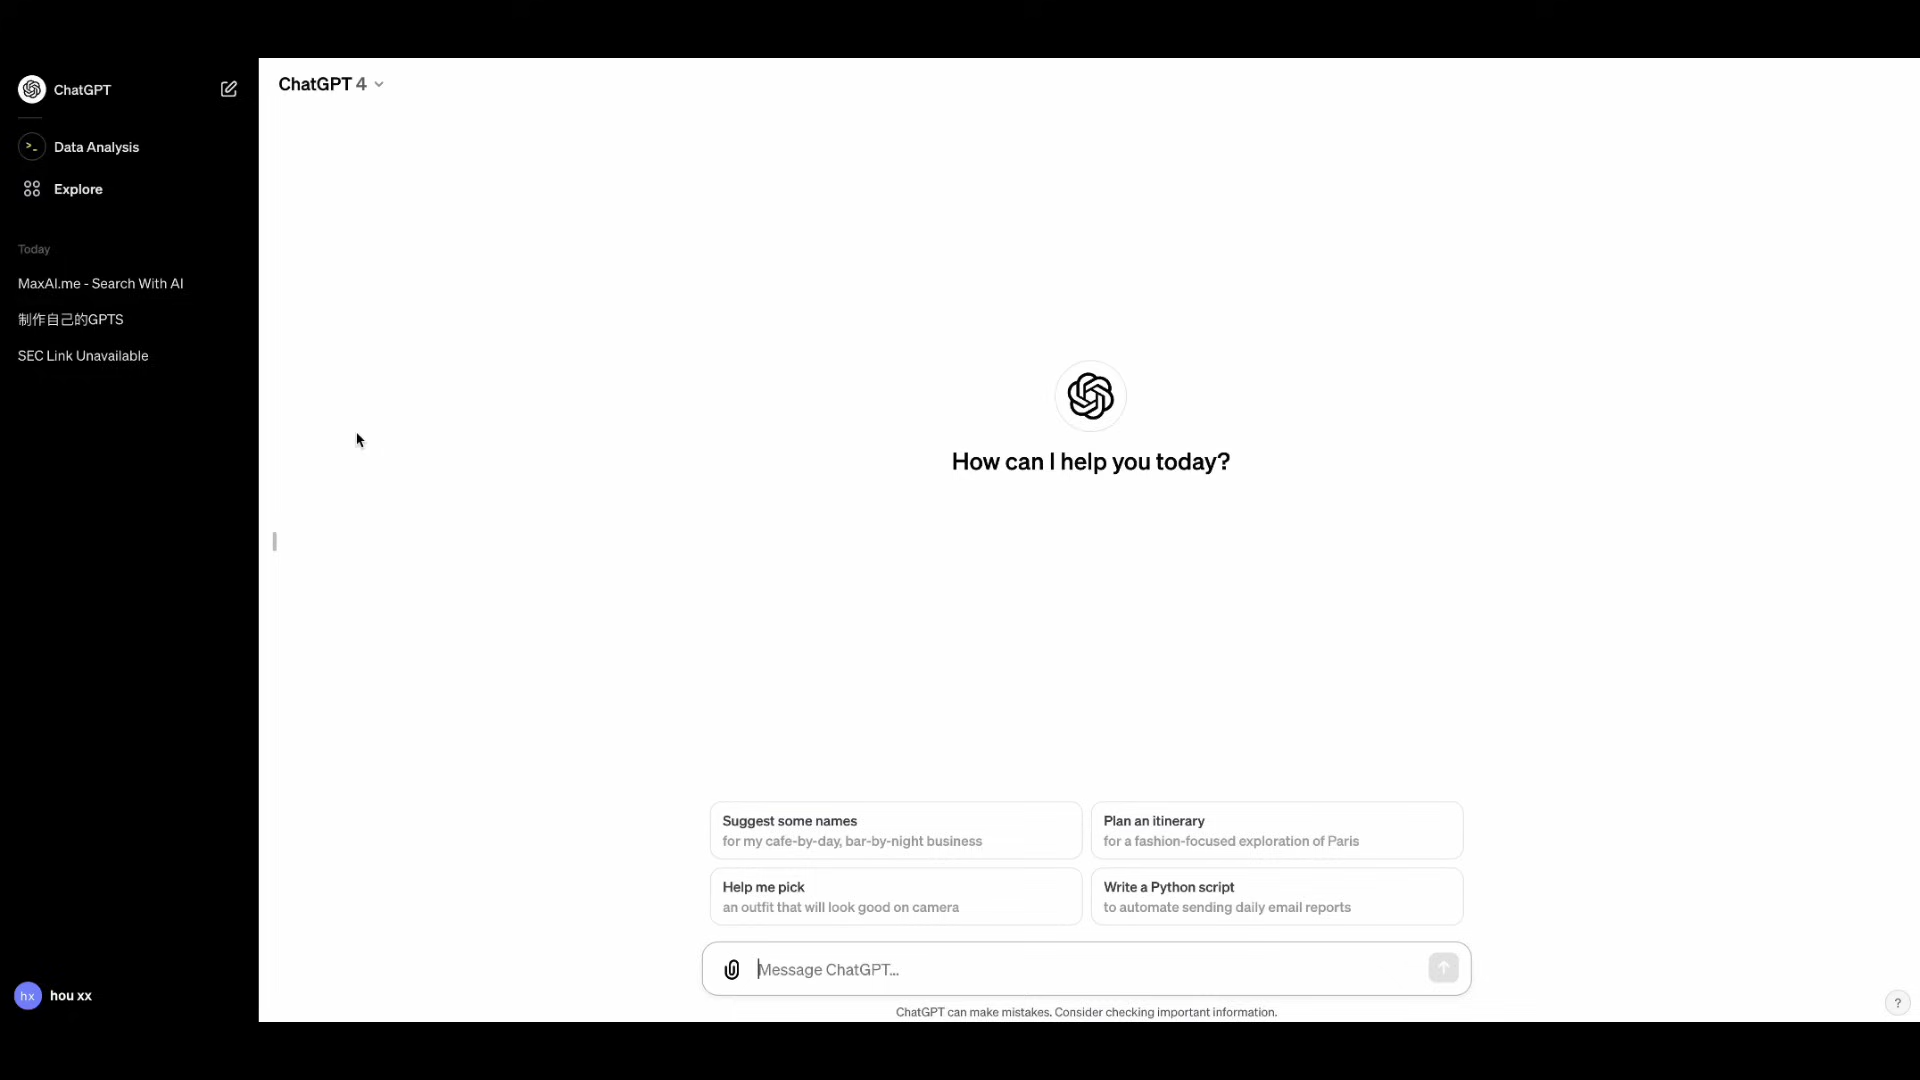 ChatGPT
>_ Data Analysis
Explore
Today
MaxAI.me - Search With AI
制作自己的GPTS
SEC Link Unavailable
hx hou xx
ChatGPT 4
How can I help you today?
Suggest some names
for my cafe-by-day, bar-by-night business
Plan an itinerary
for a fashion-focused exploration of Paris
Help me pick
an outfit that will look good on camera
Write a Python script
to automate sending daily email reports
Message ChatGPT...
ChatGPT can make mistakes. Consider checking important information.
?